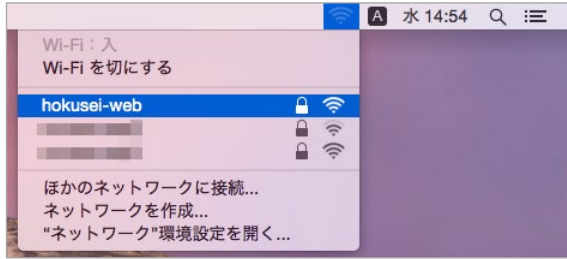 A 水 14:54
Wi-Fi：入
Wi-Fi を切にする
hokusei-web
ほかのネットワークに接続...
ネットワークを作成...
“ネットワーク”環境設定を開く...